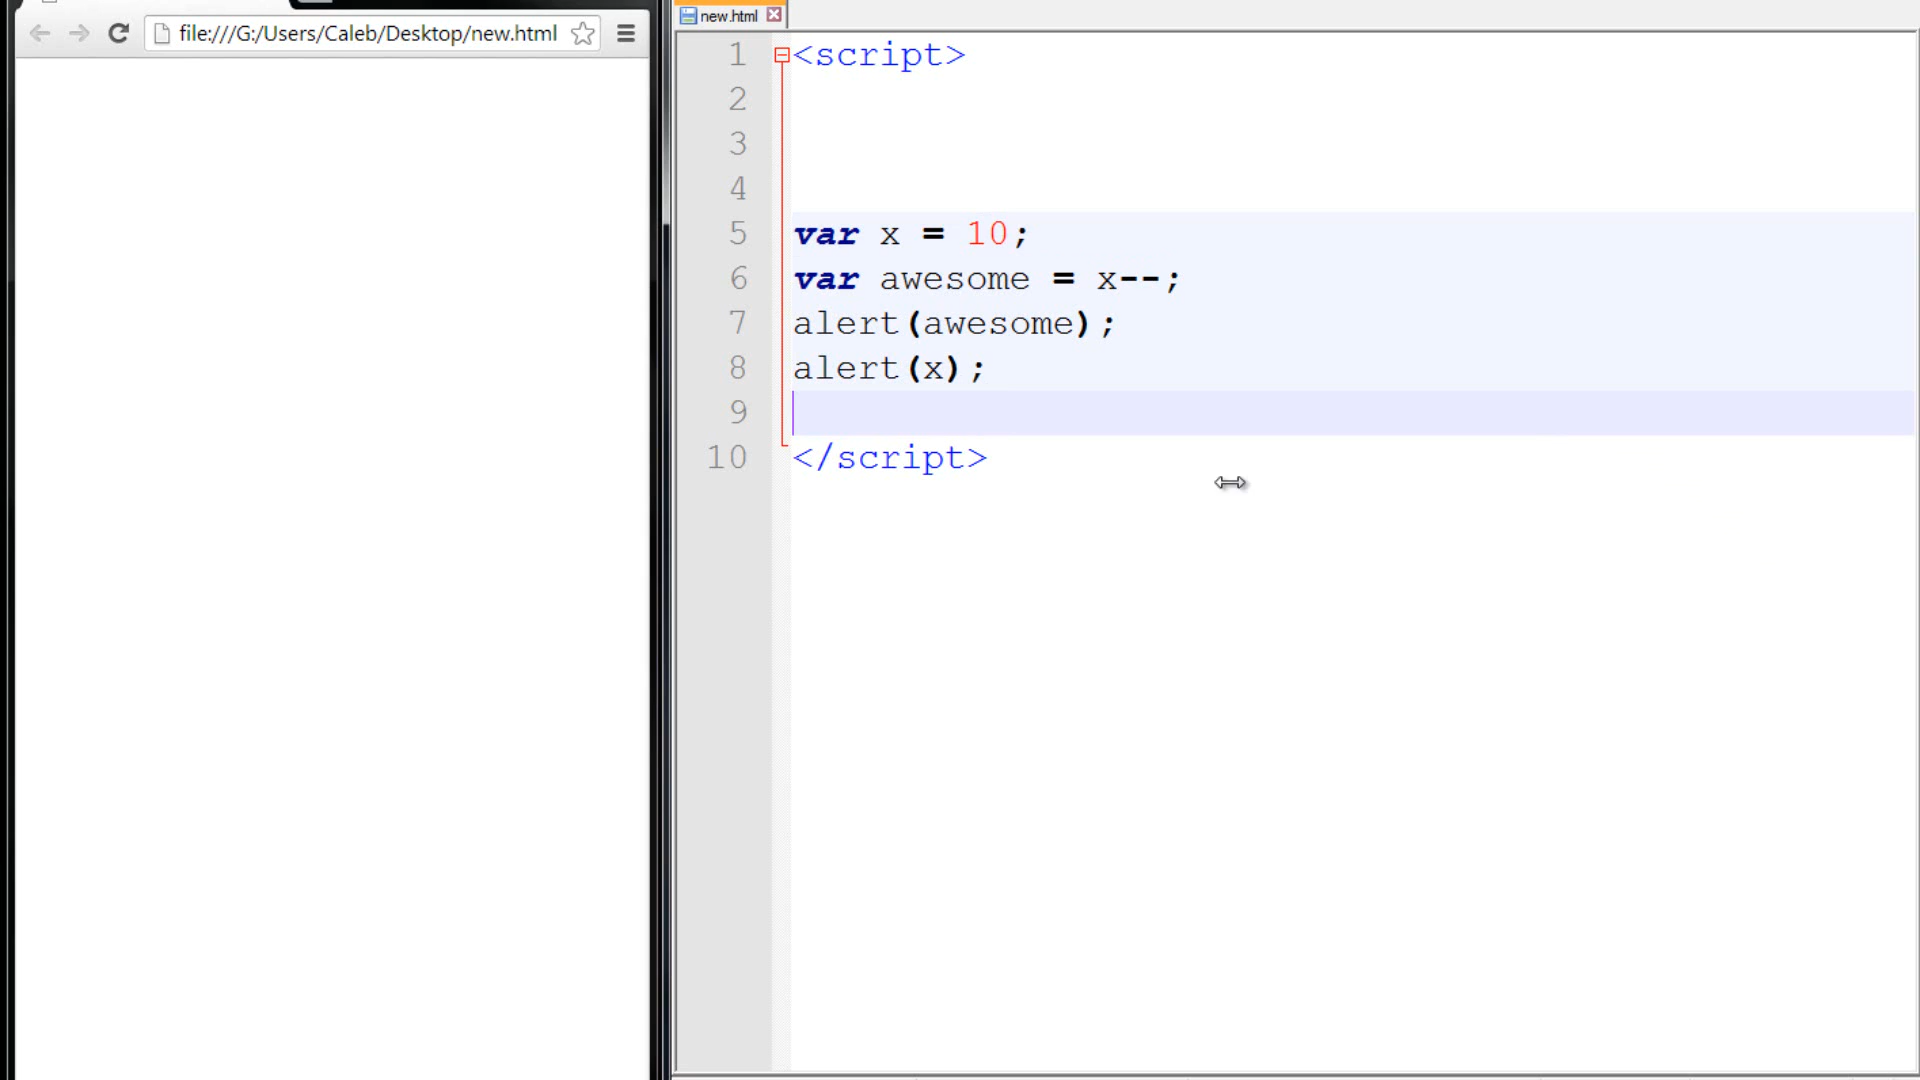 file:///G:/Users/Caleb/Desktop/new.html
new.html
1 <script>
2
3
4
5 var x = 10;
6 var awesome = x--;
7 alert(awesome);
8 alert(x);
9
10 </script>